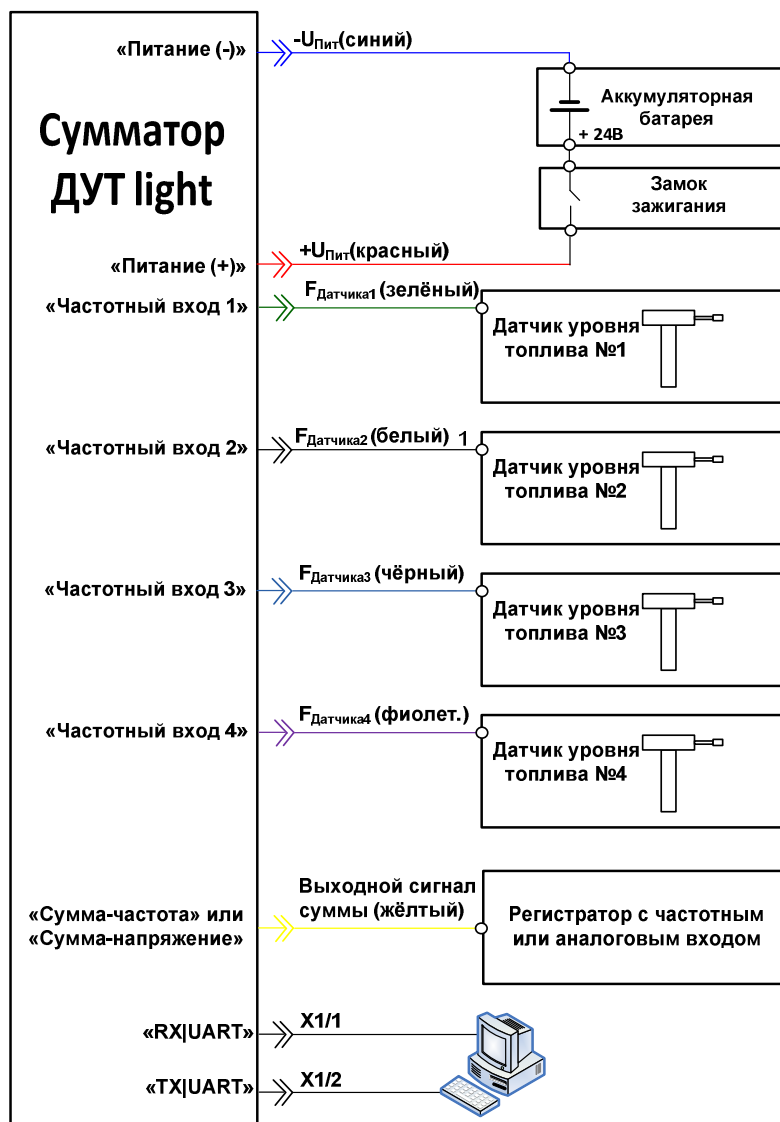 «Питание (-)»
-UПит(синий)
Аккумуляторная
батарея
+ 24В
Сумматор
ДУТ light
Замок
зажигания
«Питание (+)»
+UПит(красный)
«Частотный вход 1»
FДатчика1 (зелёный)
Датчик уровня
топлива №1
«Частотный вход 2»
FДатчика2 (белый) 1
Датчик уровня
топлива №2
«Частотный вход 3»
FДатчика3 (чёрный)
Датчик уровня
топлива №3
«Частотный вход 4»
FДатчика4 (фиолет.)
Датчик уровня
топлива №4
«Сумма-частота» или
«Сумма-напряжение»
Выходной сигнал
суммы (жёлтый)
Регистратор с частотным
или аналоговым входом
«RX|UART»
X1/1
«TX|UART»
X1/2